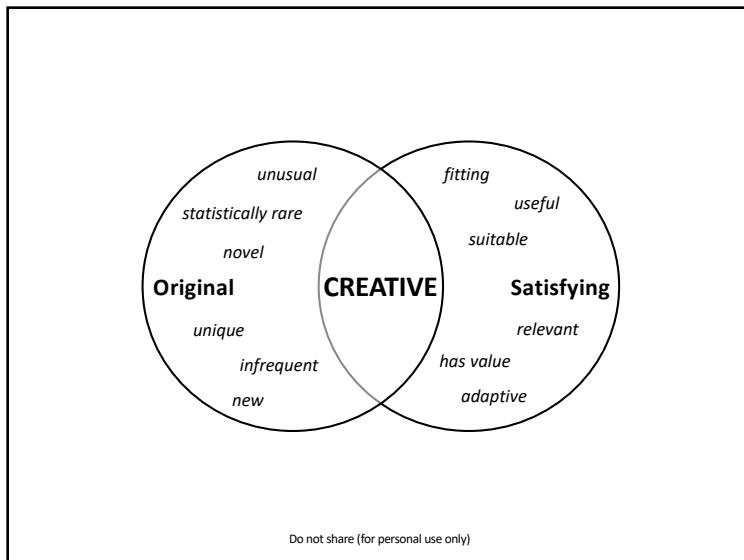 unusual
fitting
useful
statistically rare
suitable
novel
Original
CREATIVE
Satisfying
unique
relevant
infrequent
has value
new
adaptive
Do not share (for personal use only)